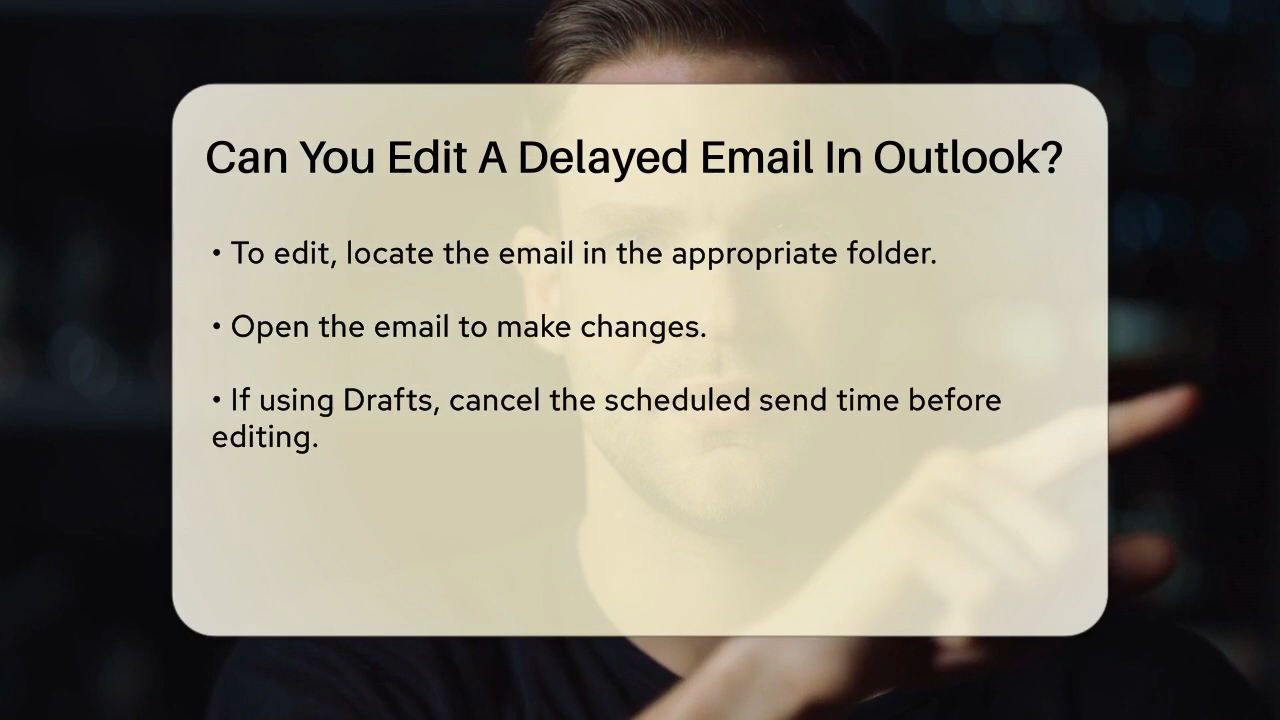 Can You Edit A Delayed Email In Outlook?
• To edit, locate the email in the appropriate folder.
• Open the email to make changes.
• If using Drafts, cancel the scheduled send time before
editing.